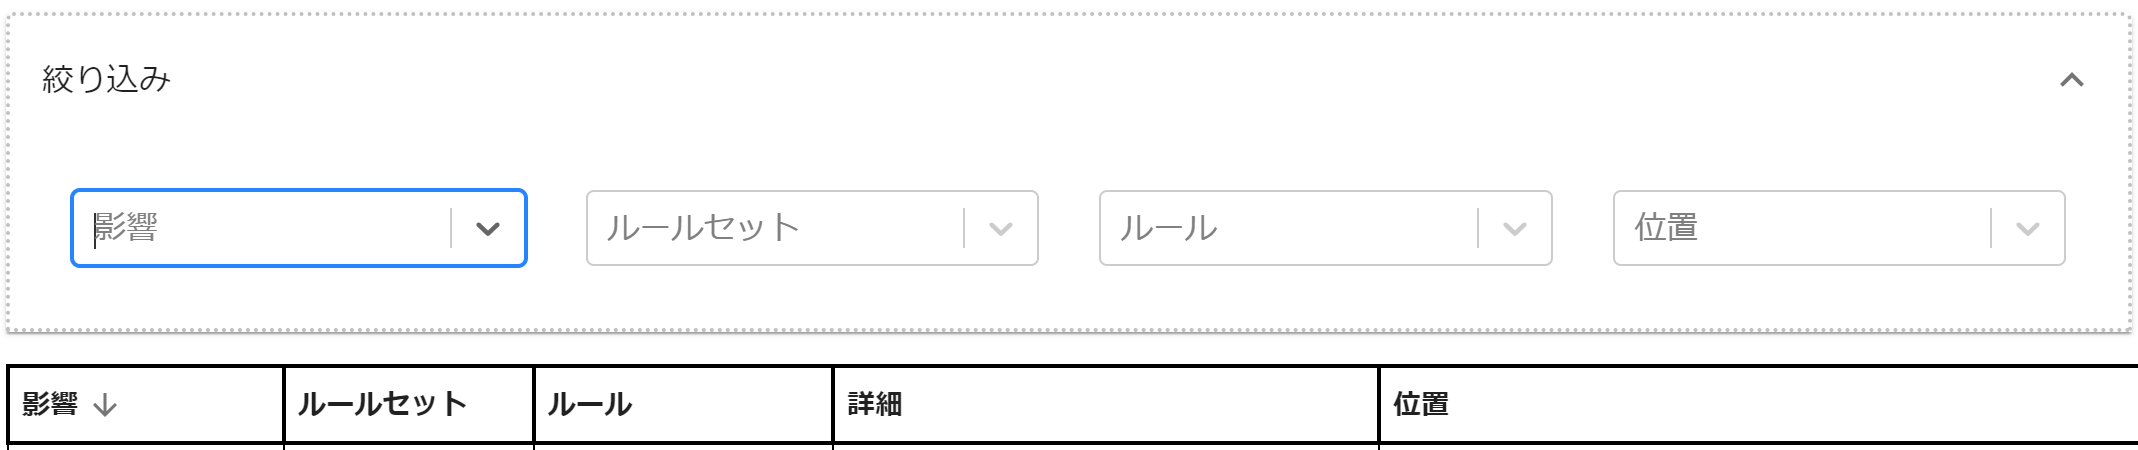 絞り込み
影響 ルールセット ルール 位置
影響 ↓ ルールセット ルール 詳細 位置